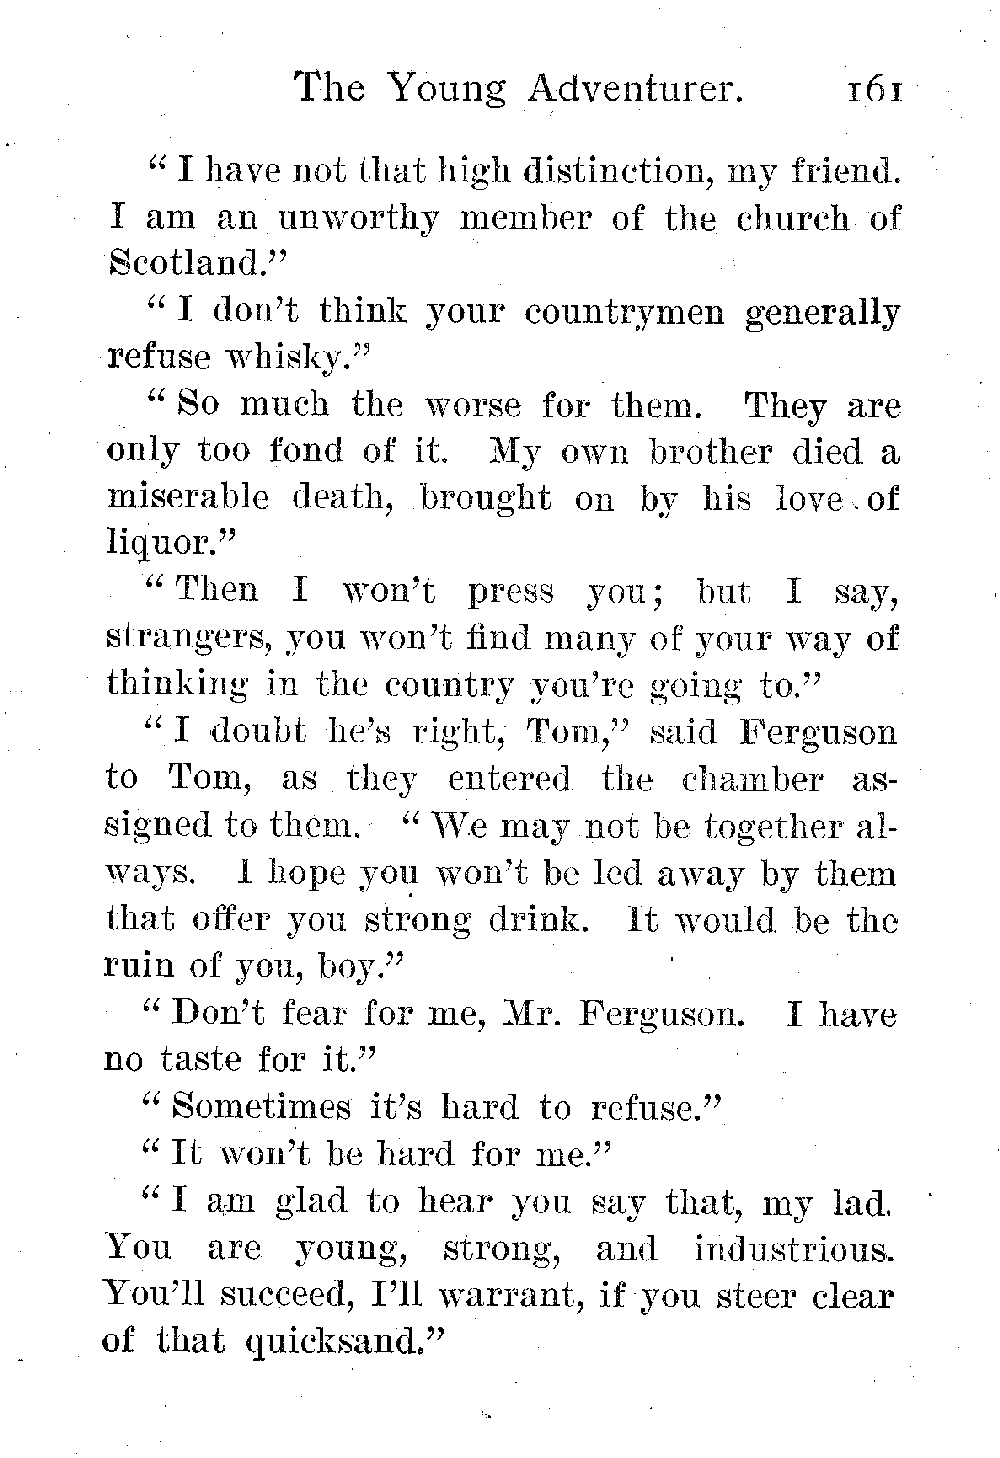 The Young Adventurer. 161
“ I have not that high distinction, my friend.
I am an unworthy member of the church of
Scotland.”
“ I don’t think your countrymen generally
refuse whisky.”
“ So much the worse for them. They are
only too fond of it. My own brother died a
miserable death, brought on by his love of
liquor.”
“ Then I won’t press you; but I say,
strangers, you won’t find many of your way of
thinking in the country you’re going to.”
“ I doubt he’s right, Tom,” said Ferguson
to Tom, as they entered the chamber as-
signed to them. “ We may not be together al-
ways. I hope you won’t be led away by them
that offer you strong drink. It would be the
ruin of you, boy.”
“ Don’t fear for me, Mr. Ferguson. I have
no taste for it.”
“ Sometimes it’s hard to refuse.”
“ It won’t be hard for me.”
“ I am glad to hear you say that, my lad.
You are young, strong, and industrious.
You’ll succeed, I’ll warrant, if you steer clear
of that quicksand.”